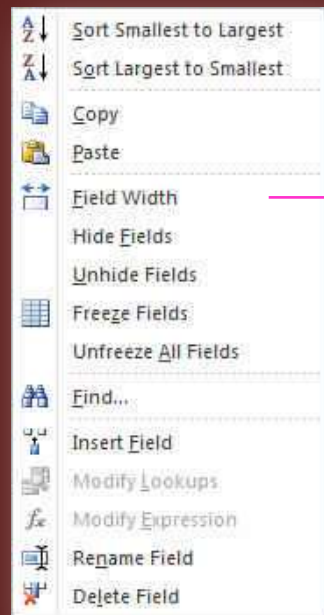 Sort Smallest to Largest
Sort Largest to Smallest
Copy
Paste
Field Width
Hide Fields
Unhide Fields
Freeze Fields
Unfreeze All Fields
Find...
Insert Field
Modify Lookups
Modify Expression
Rename Field
Delete Field